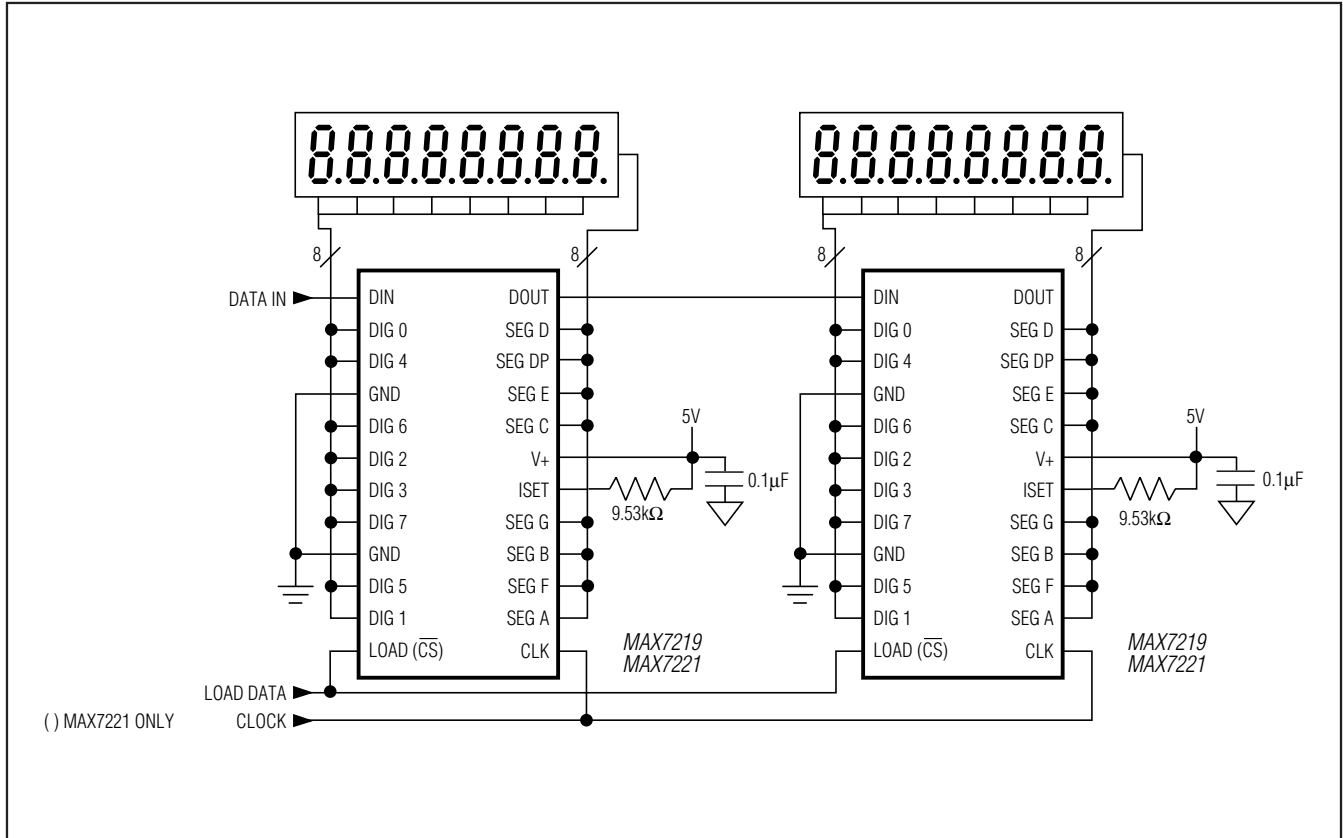 8.8.8.8.8.8.8.8.
8.8.8.8.8.8.8.8.
8
8
8
8
DATA IN
DIN
DOUT
DIG 0
SEG D
DIG 4
SEG DP
GND
SEG E
DIG 6
SEG C
DIG 2
V+
DIG 3
ISET
DIG 7
SEG G
GND
SEG B
DIG 5
SEG F
DIG 1
SEG A
LOAD (C̅S̅)
CLK
5V
0.1µF
9.53kΩ
MAX7219
MAX7221
DIN
DOUT
DIG 0
SEG D
DIG 4
SEG DP
GND
SEG E
DIG 6
SEG C
DIG 2
V+
DIG 3
ISET
DIG 7
SEG G
GND
SEG B
DIG 5
SEG F
DIG 1
SEG A
LOAD (C̅S̅)
CLK
5V
0.1µF
9.53kΩ
MAX7219
MAX7221
LOAD DATA
( ) MAX7221 ONLY
CLOCK